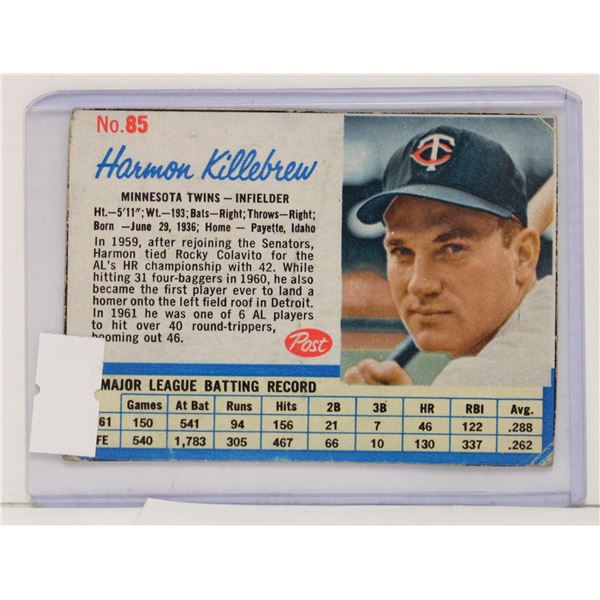 No.85
Harmon Killebrew
MINNESOTA TWINS — INFIELDER
Ht.—5'11"; Wt.—193; Bats—Right; Throws—Right;
Born —June 29, 1936; Home — Payette, Idaho
In 1959, after rejoining the Senators,
Harmon tied Rocky Colavito for the
AL's HR championship with 42. While
hitting 31 four-baggers in 1960, he also
became the first player ever to land a
homer onto the left field roof in Detroit.
In 1961 he was one of 6 AL players
to hit over 40 round-trippers,
booming out 46.
Post
TC
MAJOR LEAGUE BATTING RECORD
Games At Bat Runs Hits 2B 3B HR RBI Avg.
61 150 541 94 156 21 7 46 122 .288
FE 540 1,783 305 467 66 10 130 337 .262